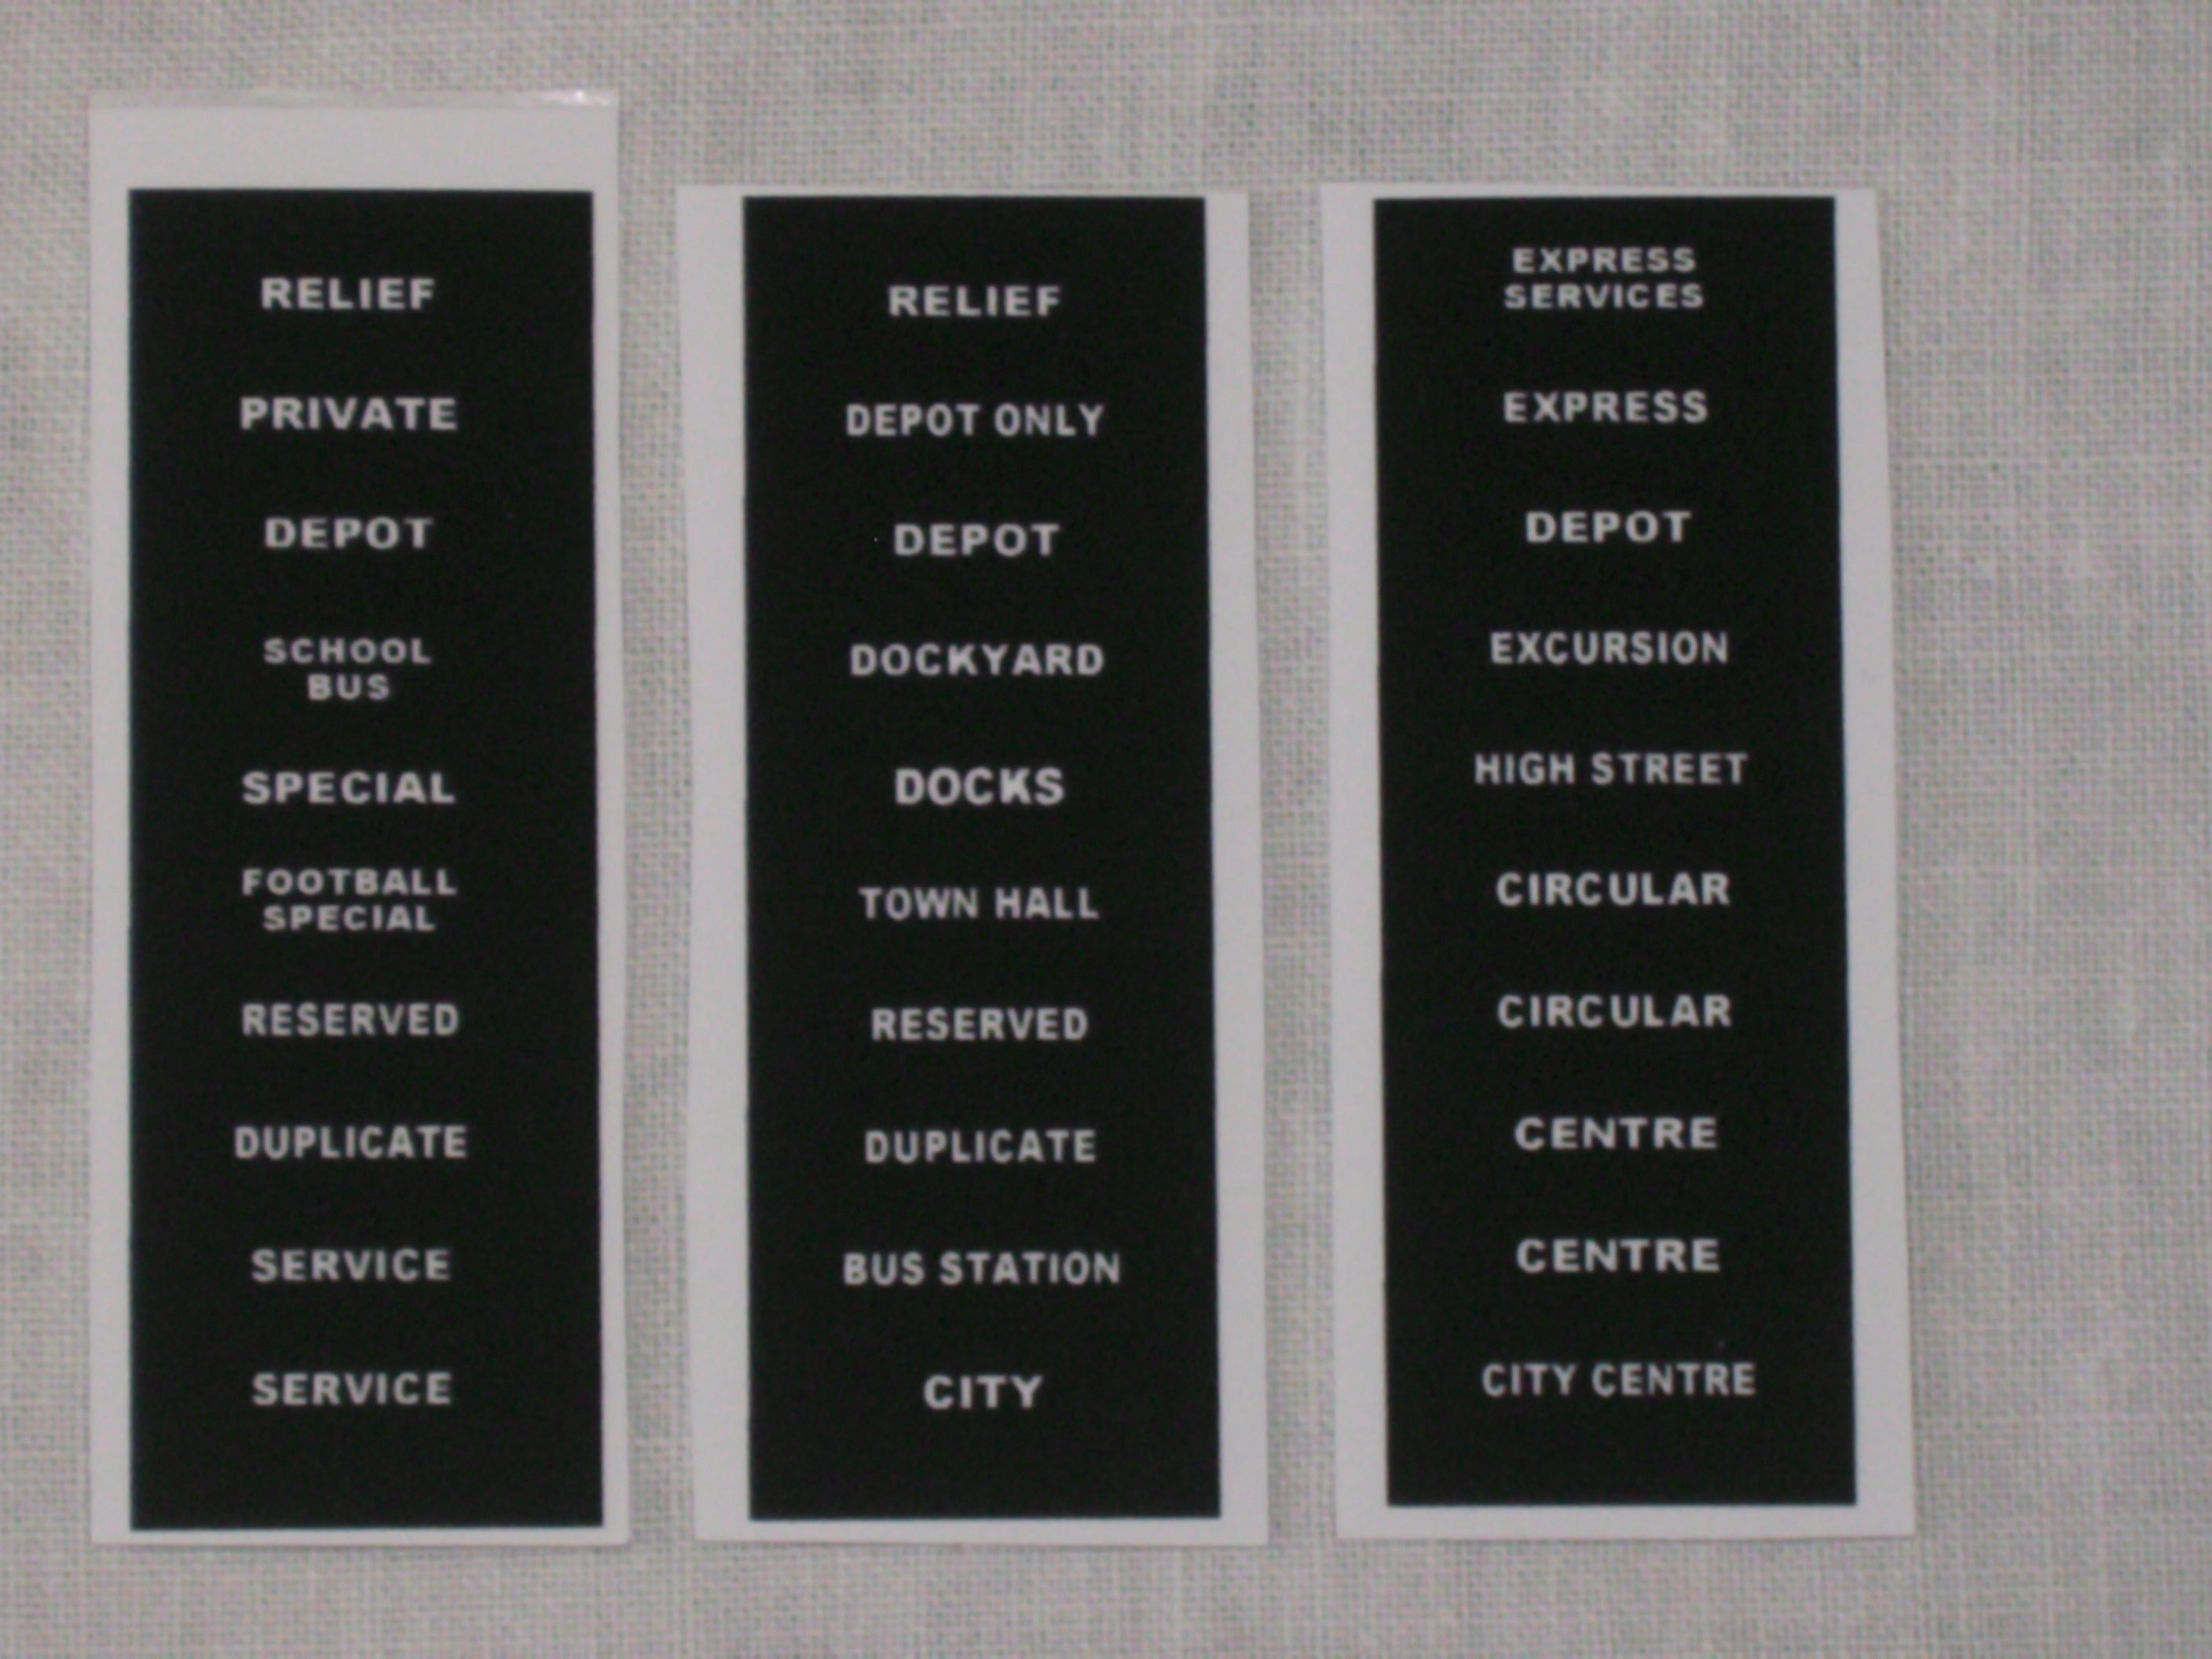 RELIEF
PRIVATE
DEPOT
SCHOOL
BUS
SPECIAL
FOOTBALL
SPECIAL
RESERVED
DUPLICATE
SERVICE
SERVICE
RELIEF
DEPOT ONLY
DEPOT
DOCKYARD
DOCKS
TOWN HALL
RESERVED
DUPLICATE
BUS STATION
CITY
EXPRESS
SERVICES
EXPRESS
DEPOT
EXCURSION
HIGH STREET
CIRCULAR
CIRCULAR
CENTRE
CENTRE
CITY CENTRE